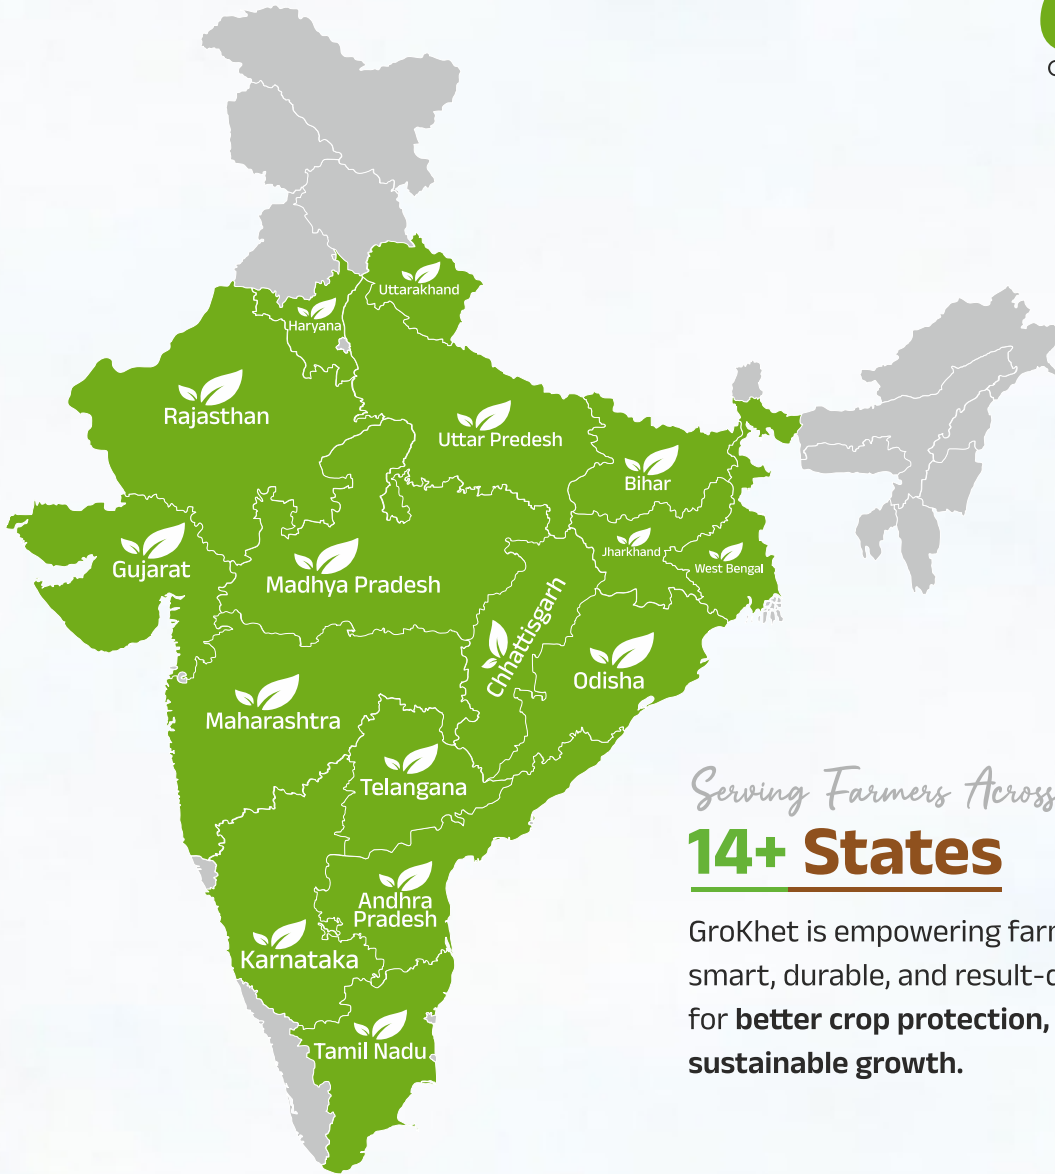 Uttarakhand
Haryana
Rajasthan
Uttar Predesh
Bihar
Jharkhand
West Bengal
Gujarat
Madhya Pradesh
Chhattisgarh
Odisha
Maharashtra
Telangana
Andhra
Pradesh
Karnataka
Tamil Nadu
Serving Farmers Across
14+ States
GroKhet is empowering
smart, durable, and
for better crop protection,
sustainable growth.